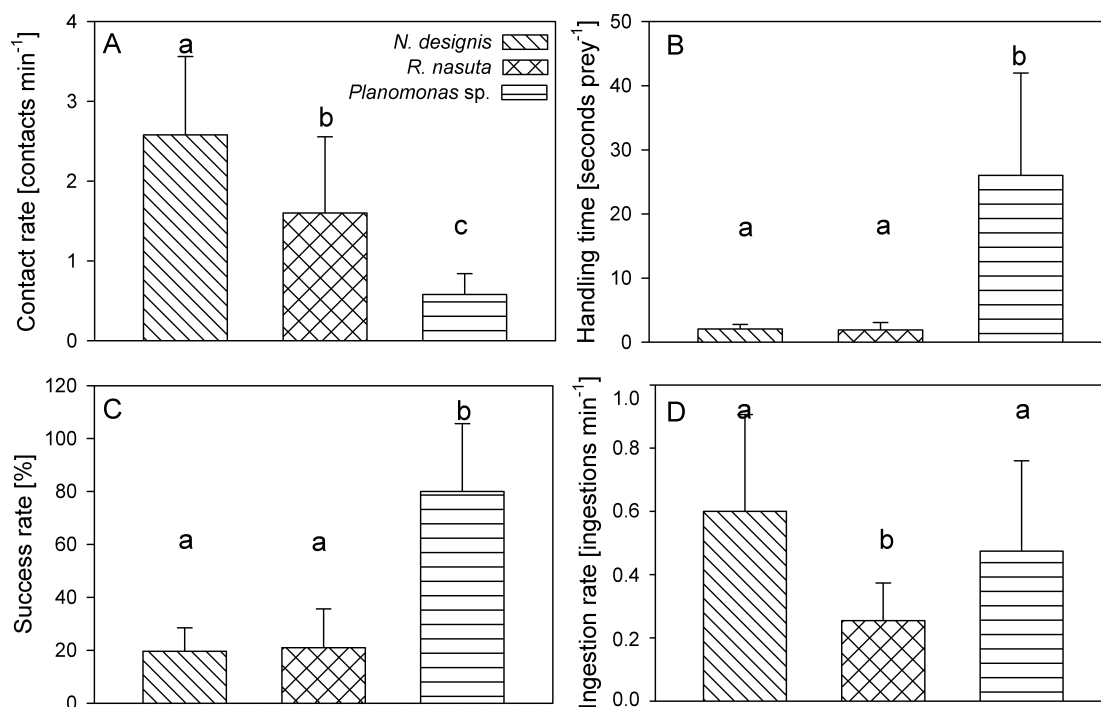 A
Contact rate [contacts min⁻¹]
4
3
2
1
0
a
b
c
N. designis
R. nasuta
Planomonas sp.
B
Handling time [seconds prey⁻¹]
50
40
30
20
10
0
a
a
b
C
Success rate [%]
120
100
80
60
40
20
0
a
a
b
D
Ingestion rate [ingestions min⁻¹]
1.0
0.8
0.6
0.4
0.2
0.0
a
b
a